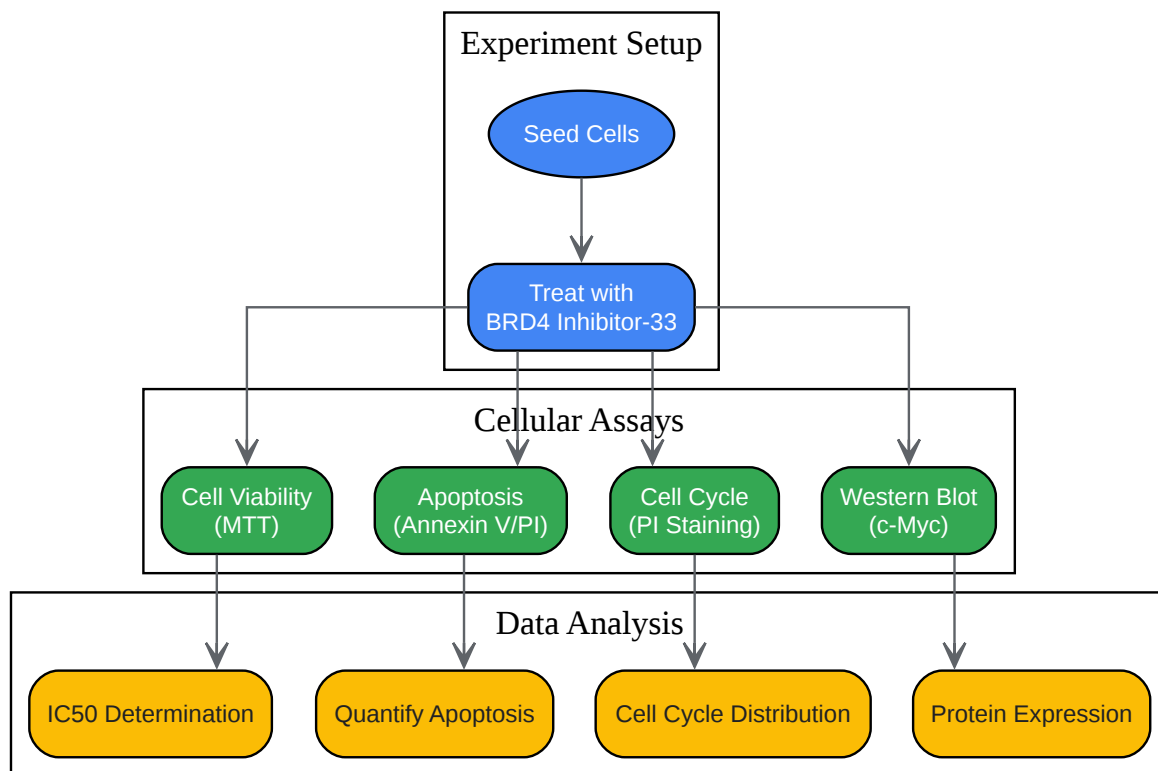 Experiment Setup
Seed Cells
Treat with
BRD4 Inhibitor-33
Cellular Assays
Cell Viability
(MTT)
Apoptosis
(Annexin V/PI)
Cell Cycle
(PI Staining)
Western Blot
(c-Myc)
Data Analysis
IC50 Determination
Quantify Apoptosis
Cell Cycle Distribution
Protein Expression